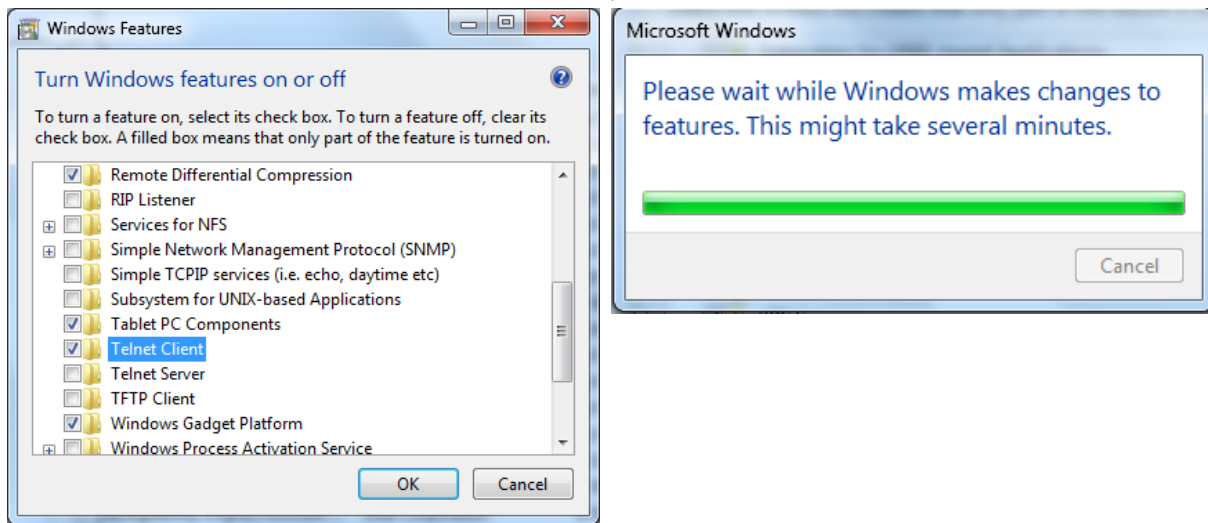 Windows Features
Turn Windows features on or off
To turn a feature on, select its check box. To turn a feature off, clear its
check box. A filled box means that only part of the feature is turned on.
Remote Differential Compression
RIP Listener
Services for NFS
Simple Network Management Protocol (SNMP)
Simple TCPIP services (i.e. echo, daytime etc)
Subsystem for UNIX-based Applications
Tablet PC Components
Telnet Client
Telnet Server
TFTP Client
Windows Gadget Platform
Windows Process Activation Service
OK Cancel
Microsoft Windows
Please wait while Windows makes changes to
features. This might take several minutes.
Cancel